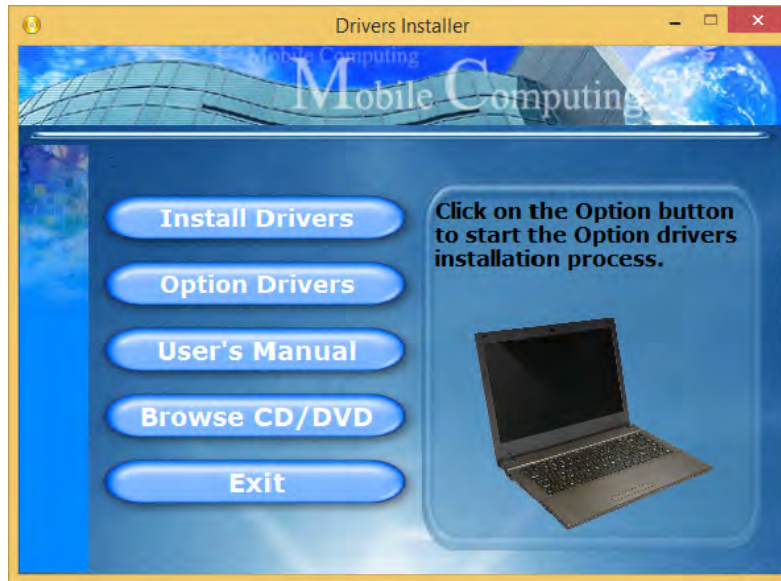 Drivers Installer
Mobile Computing
Mobile Computing
Install Drivers
Option Drivers
User's Manual
Browse CD/DVD
Exit
Click on the Option button
to start the Option drivers
installation process.